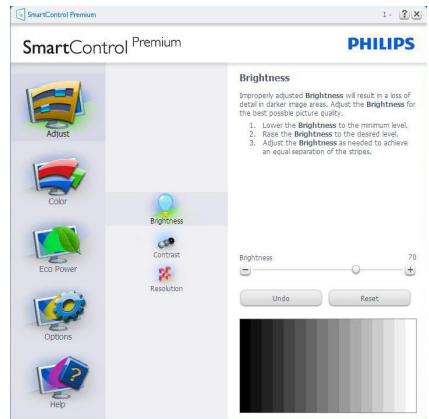 SmartControl Premium
1 - ? X
SmartControl Premium
PHILIPS
Adjust
Color
Eco Power
Options
Help
Brightness
Contrast
Resolution
Brightness
Improperly adjusted Brightness will result in a loss of
detail in darker image areas. Adjust the Brightness for
the best possible picture quality.
1. Lower the Brightness to the minimum level.
2. Raise the Brightness to the desired level.
3. Adjust the Brightness as needed to achieve
an equal separation of the stripes.
Brightness 70
Undo Reset